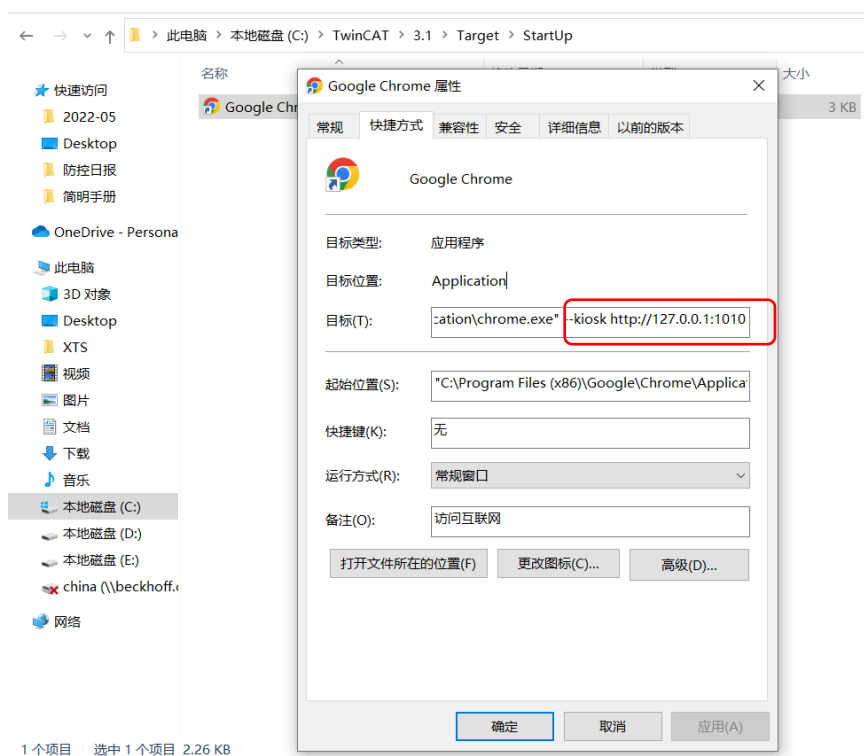 此电脑 > 本地磁盘 (C:) > TwinCAT > 3.1 > Target > StartUp
名称
大小
快速访问
2022-05
Desktop
防控日报
简明手册
OneDrive - Persona
此电脑
3D 对象
Desktop
XTS
视频
图片
文档
下载
音乐
本地磁盘 (C:)
本地磁盘 (D:)
本地磁盘 (E:)
china (\\beckhoff.
网络
Google Chr
3 KB
Google Chrome 属性
常规 快捷方式 兼容性 安全 详细信息 以前的版本
Google Chrome
目标类型: 应用程序
目标位置: Application
目标(T): cation\chrome.exe" --kiosk http://127.0.0.1:1010
起始位置(S): "C:\Program Files (x86)\Google\Chrome\Applica
快捷键(K): 无
运行方式(R): 常规窗口
备注(O): 访问互联网
打开文件所在的位置(F) 更改图标(C)... 高级(D)...
确定 取消 应用(A)
1 个项目 选中 1 个项目 2.26 KB